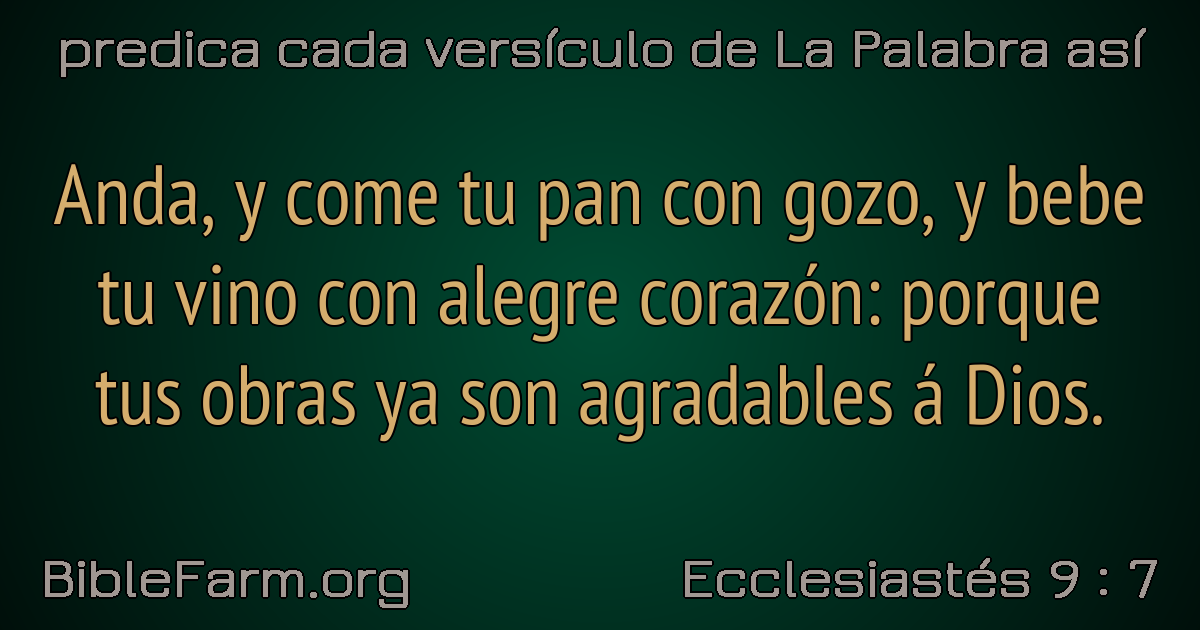 predica cada versículo de La Palabra así
Anda, y come tu pan con gozo, y bebe
tu vino con alegre corazón: porque
tus obras ya son agradables á Dios.
BibleFarm.org
Ecclesiastés 9 : 7